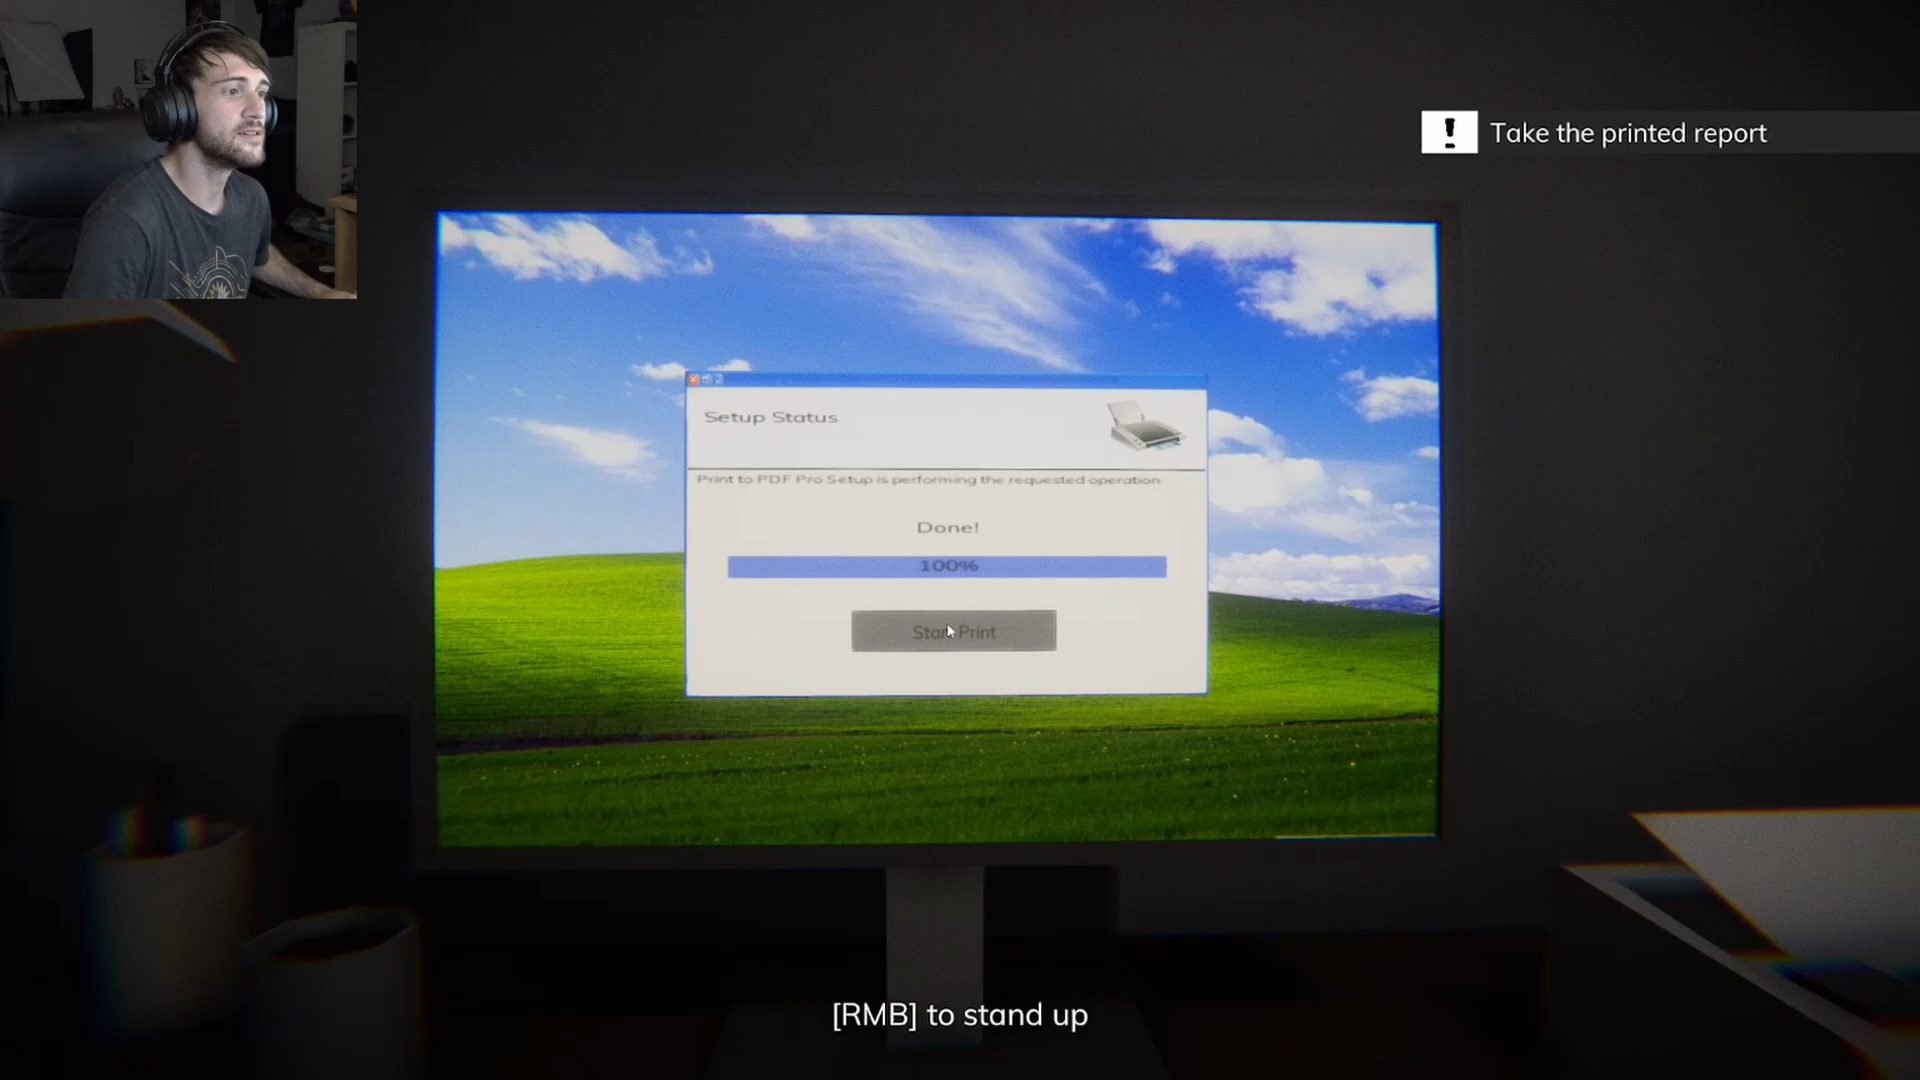 Take the printed report
Setup Status
Print to PDF Pro Setup is performing the requested operation
Done!
100%
Start Print
[RMB] to stand up